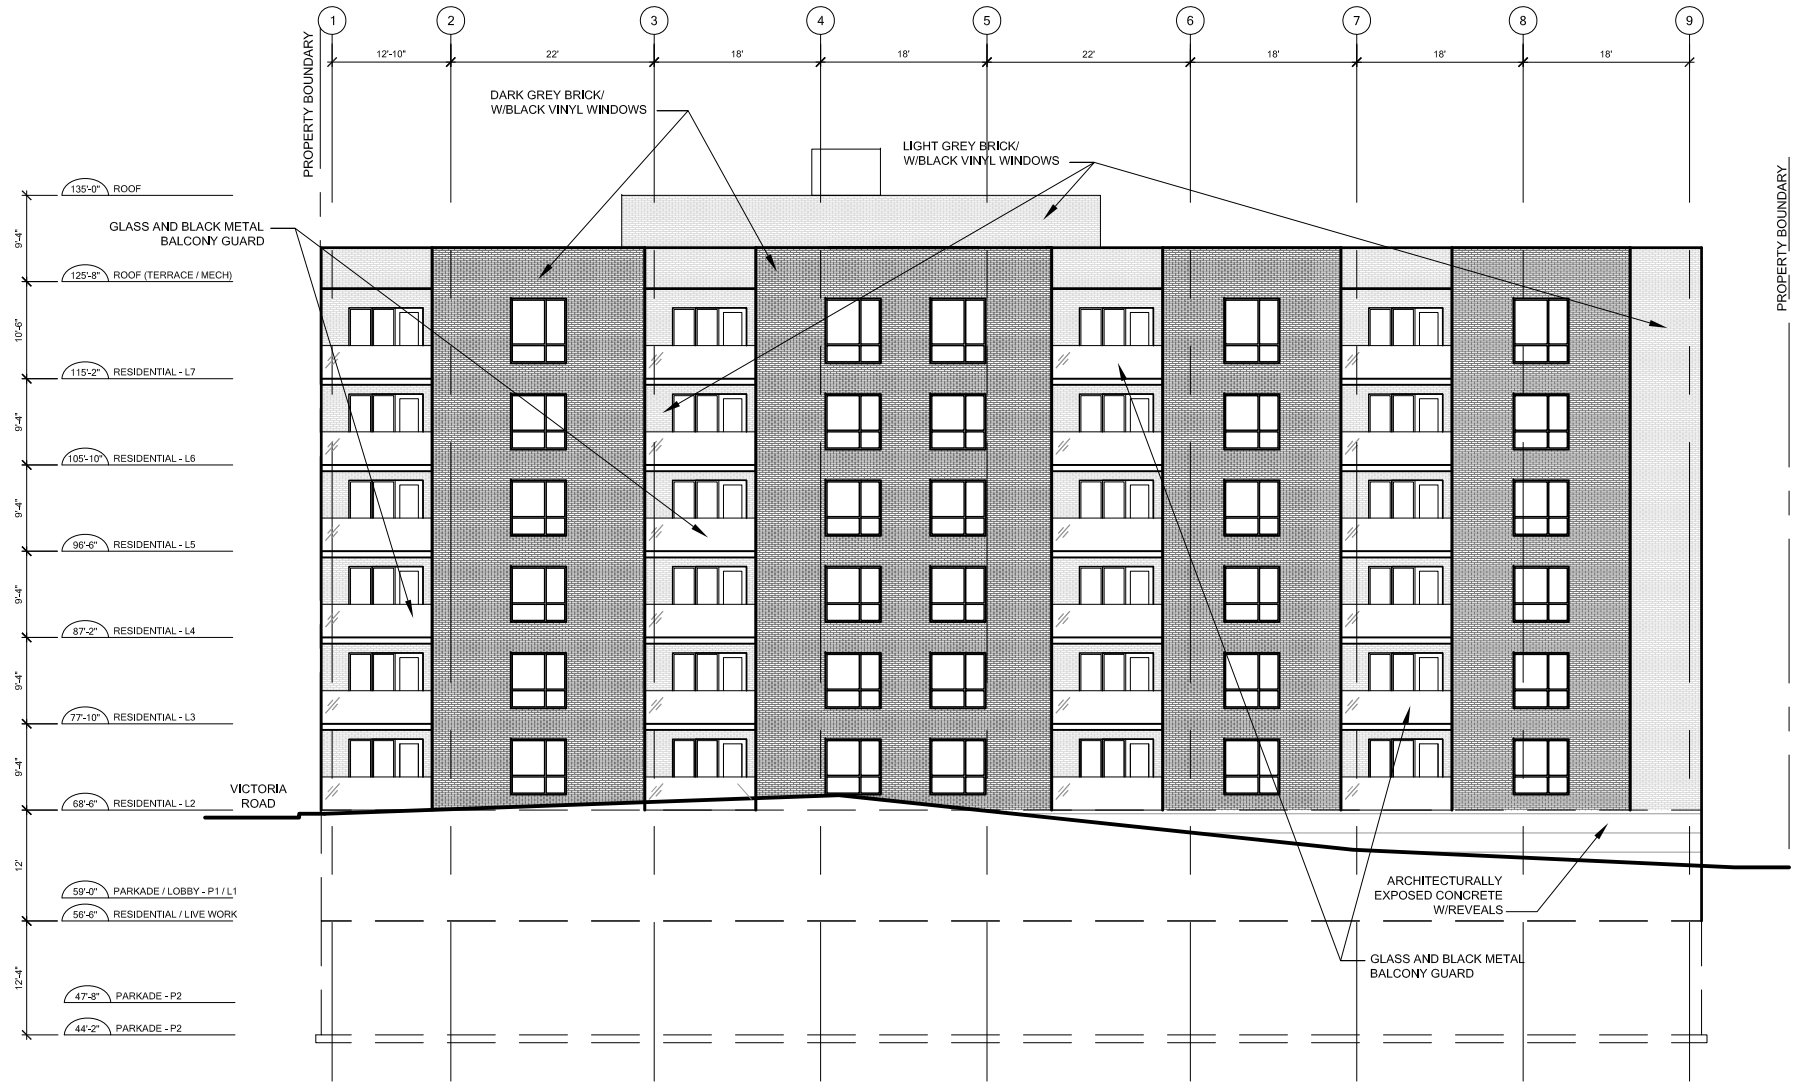 1 2 3 4 5 6 7 8 9
12'-10" 22' 18' 18' 22' 18' 18' 18'
PROPERTY BOUNDARY
DARK GREY BRICK/
W/BLACK VINYL WINDOWS
LIGHT GREY BRICK/
W/BLACK VINYL WINDOWS
PROPERTY BOUNDARY
135'-0" ROOF
GLASS AND BLACK METAL
BALCONY GUARD
9'-4"
125'-8" ROOF (TERRACE / MECH)
10'-6"
115'-2" RESIDENTIAL - L7
9'-4"
105'-10" RESIDENTIAL - L6
9'-4"
96'-6" RESIDENTIAL - L5
9'-4"
87'-2" RESIDENTIAL - L4
9'-4"
77'-10" RESIDENTIAL - L3
9'-4"
VICTORIA
ROAD
68'-6" RESIDENTIAL - L2
12'
59'-0" PARKADE / LOBBY - P1 / L1
56'-6" RESIDENTIAL / LIVE WORK
ARCHITECTURALLY
EXPOSED CONCRETE
W/REVEALS
GLASS AND BLACK METAL
BALCONY GUARD
12'-4"
47'-8" PARKADE - P2
44'-2" PARKADE - P2